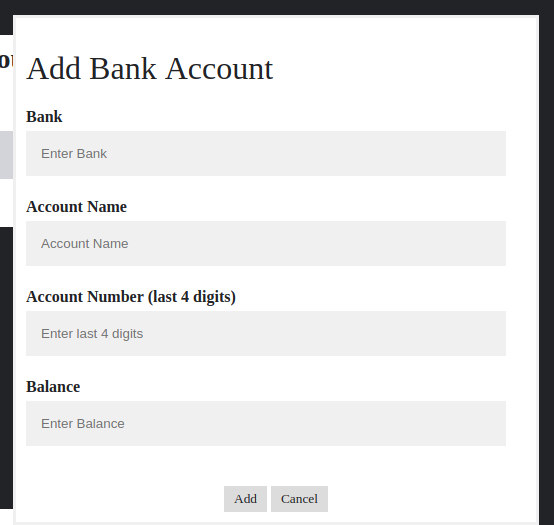 Add Bank Account
Bank
Enter Bank
Account Name
Account Name
Account Number (last 4 digits)
Enter last 4 digits
Balance
Enter Balance
Add Cancel